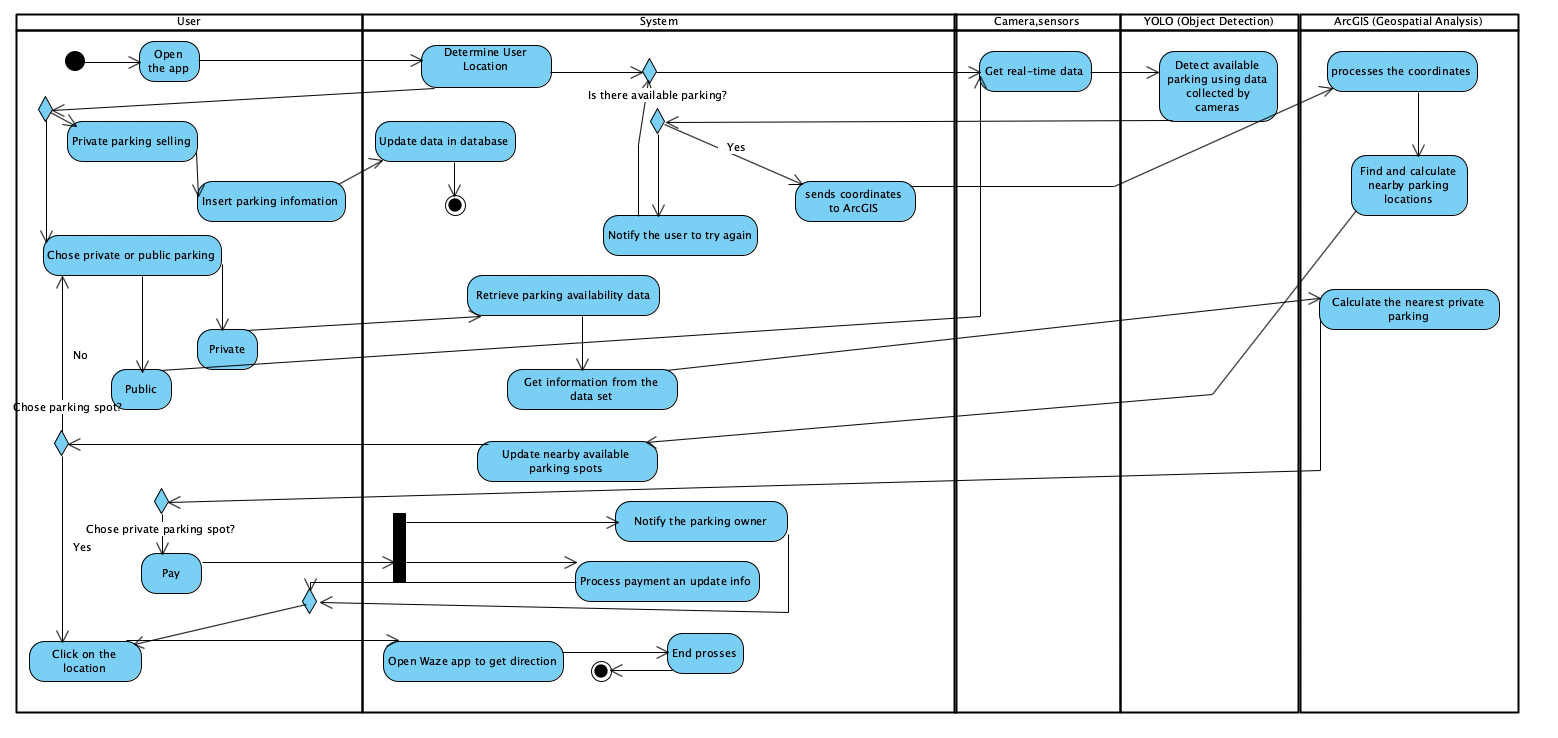 User
System
Camera,sensors
YOLO (Object Detection)
ArcGIS (Geospatial Analysis)
Open
the app
Determine User
Location
Get real-time data
Detect available
parking using data
collected by
cameras
processes the coordinates
Is there available parking?
Private parking selling
Update data in database
Yes
Insert parking infomation
sends coordinates
to ArcGIS
Find and calculate
nearby parking
locations
Notify the user to try again
Chose private or public parking
Retrieve parking availability data
Calculate the nearest private
parking
Private
No
Public
Get information from the
data set
Chose parking spot?
Update nearby available
parking spots
Chose private parking spot?
Notify the parking owner
Yes
Pay
Process payment an update info
Click on the
location
Open Waze app to get direction
End prosses